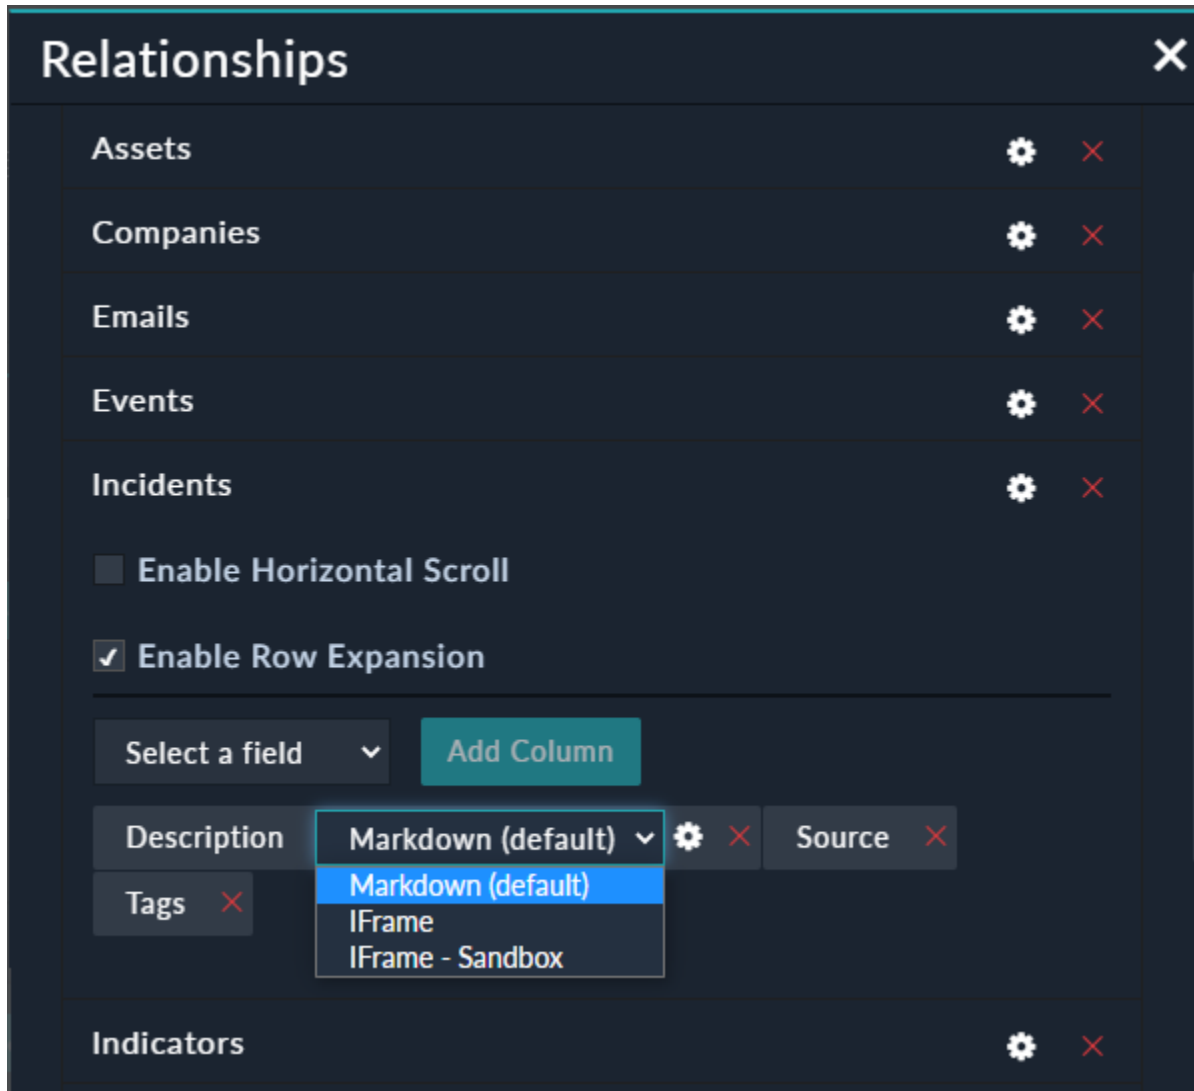 Relationships
Assets
Companies
Emails
Events
Incidents
Enable Horizontal Scroll
Enable Row Expansion
Select a field Add Column
Description Markdown (default) Source
Markdown (default)
Tags
IFrame
IFrame - Sandbox
Indicators